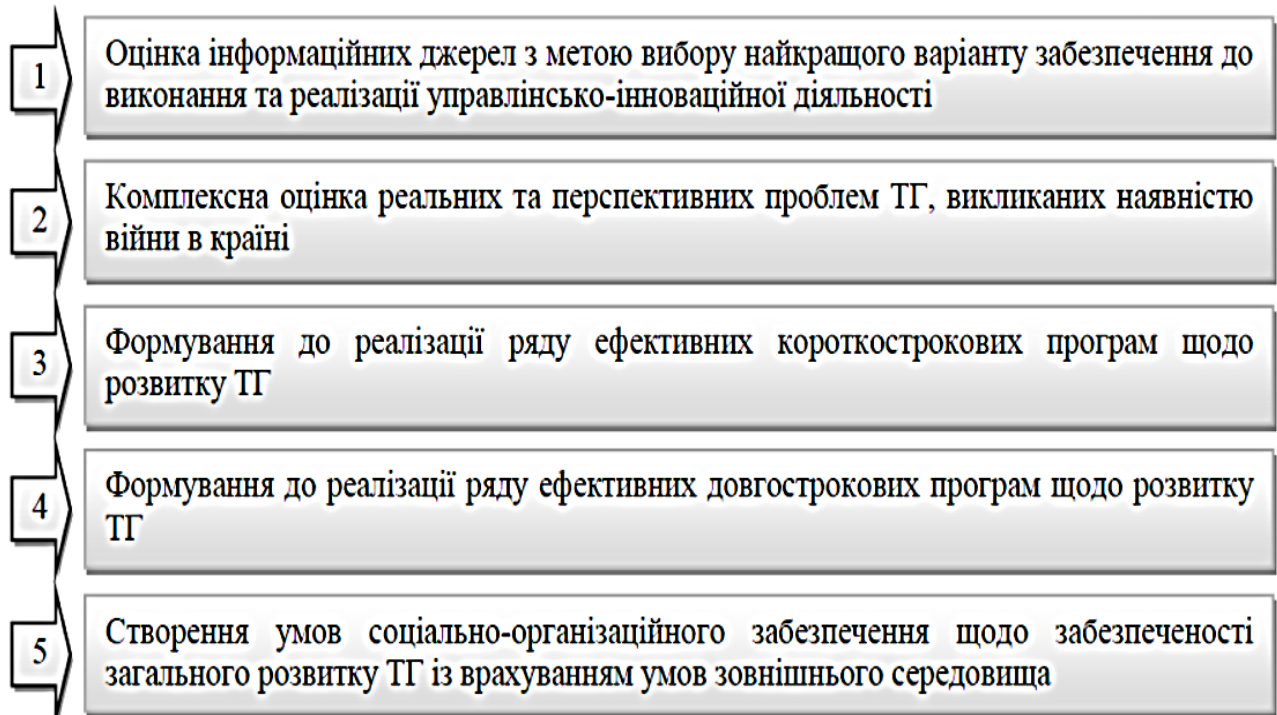 1
Оцінка інформаційних джерел з метою вибору найкращого варіанту забезпечення до
виконання та реалізації управлінсько-інноваційної діяльності
2
Комплексна оцінка реальних та перспективних проблем ТГ, викликаних наявністю
війни в країні
3
Формування до реалізації ряду ефективних короткострокових програм щодо
розвитку ТГ
4
Формування до реалізації ряду ефективних довгострокових програм щодо розвитку
ТГ
5
Створення умов соціально-організаційного забезпечення щодо забезпеченості
загального розвитку ТГ із врахуванням умов зовнішнього середовища